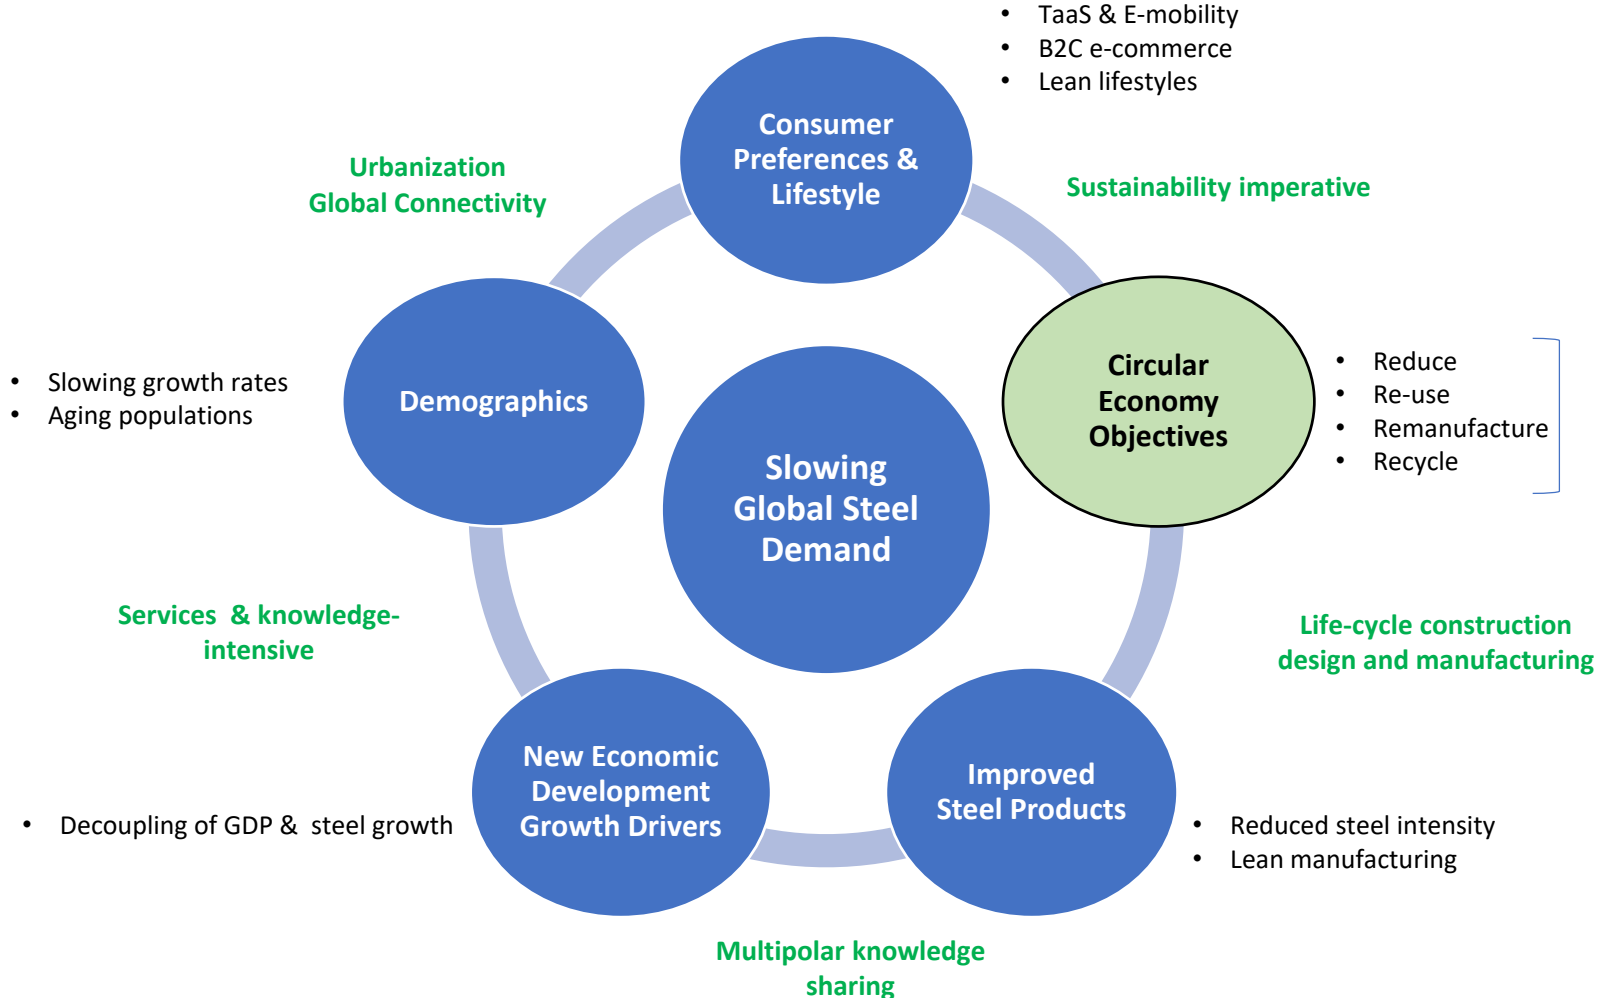 • TaaS & E-mobility
• B2C e-commerce
• Lean lifestyles
Consumer
Preferences &
Lifestyle
Urbanization
Global Connectivity
Sustainability imperative
Circular
Economy
Objectives
• Reduce
• Re-use
• Remanufacture
• Recycle
• Slowing growth rates
• Aging populations
Demographics
Slowing
Global Steel
Demand
Services & knowledge-
intensive
Life-cycle construction
design and manufacturing
New Economic
Development
Growth Drivers
Improved
Steel Products
• Decoupling of GDP & steel growth
• Reduced steel intensity
• Lean manufacturing
Multipolar knowledge
sharing